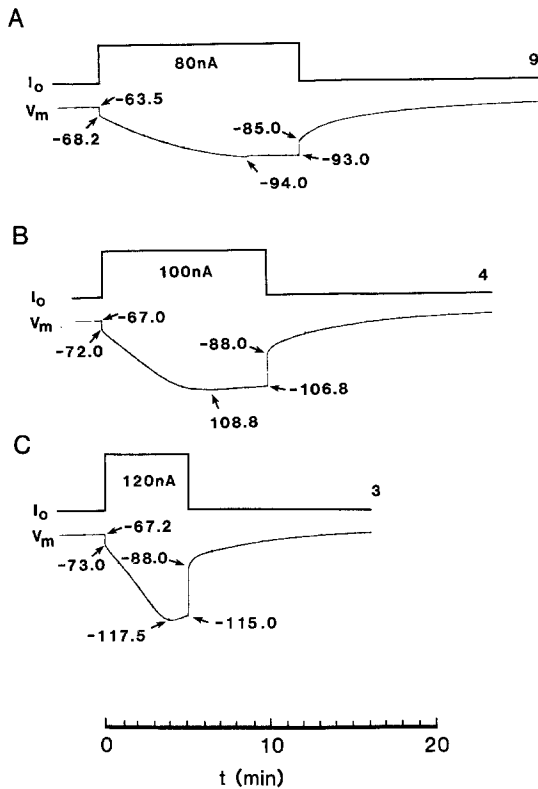 A
80nA
9
Io
Vm
-63.5
-68.2
-85.0
-93.0
-94.0
B
100nA
4
Io
Vm
-67.0
-72.0
-88.0
-106.8
108.8
C
120nA
3
Io
Vm
-67.2
-73.0
-88.0
-117.5
-115.0
0 10 20
t (min)